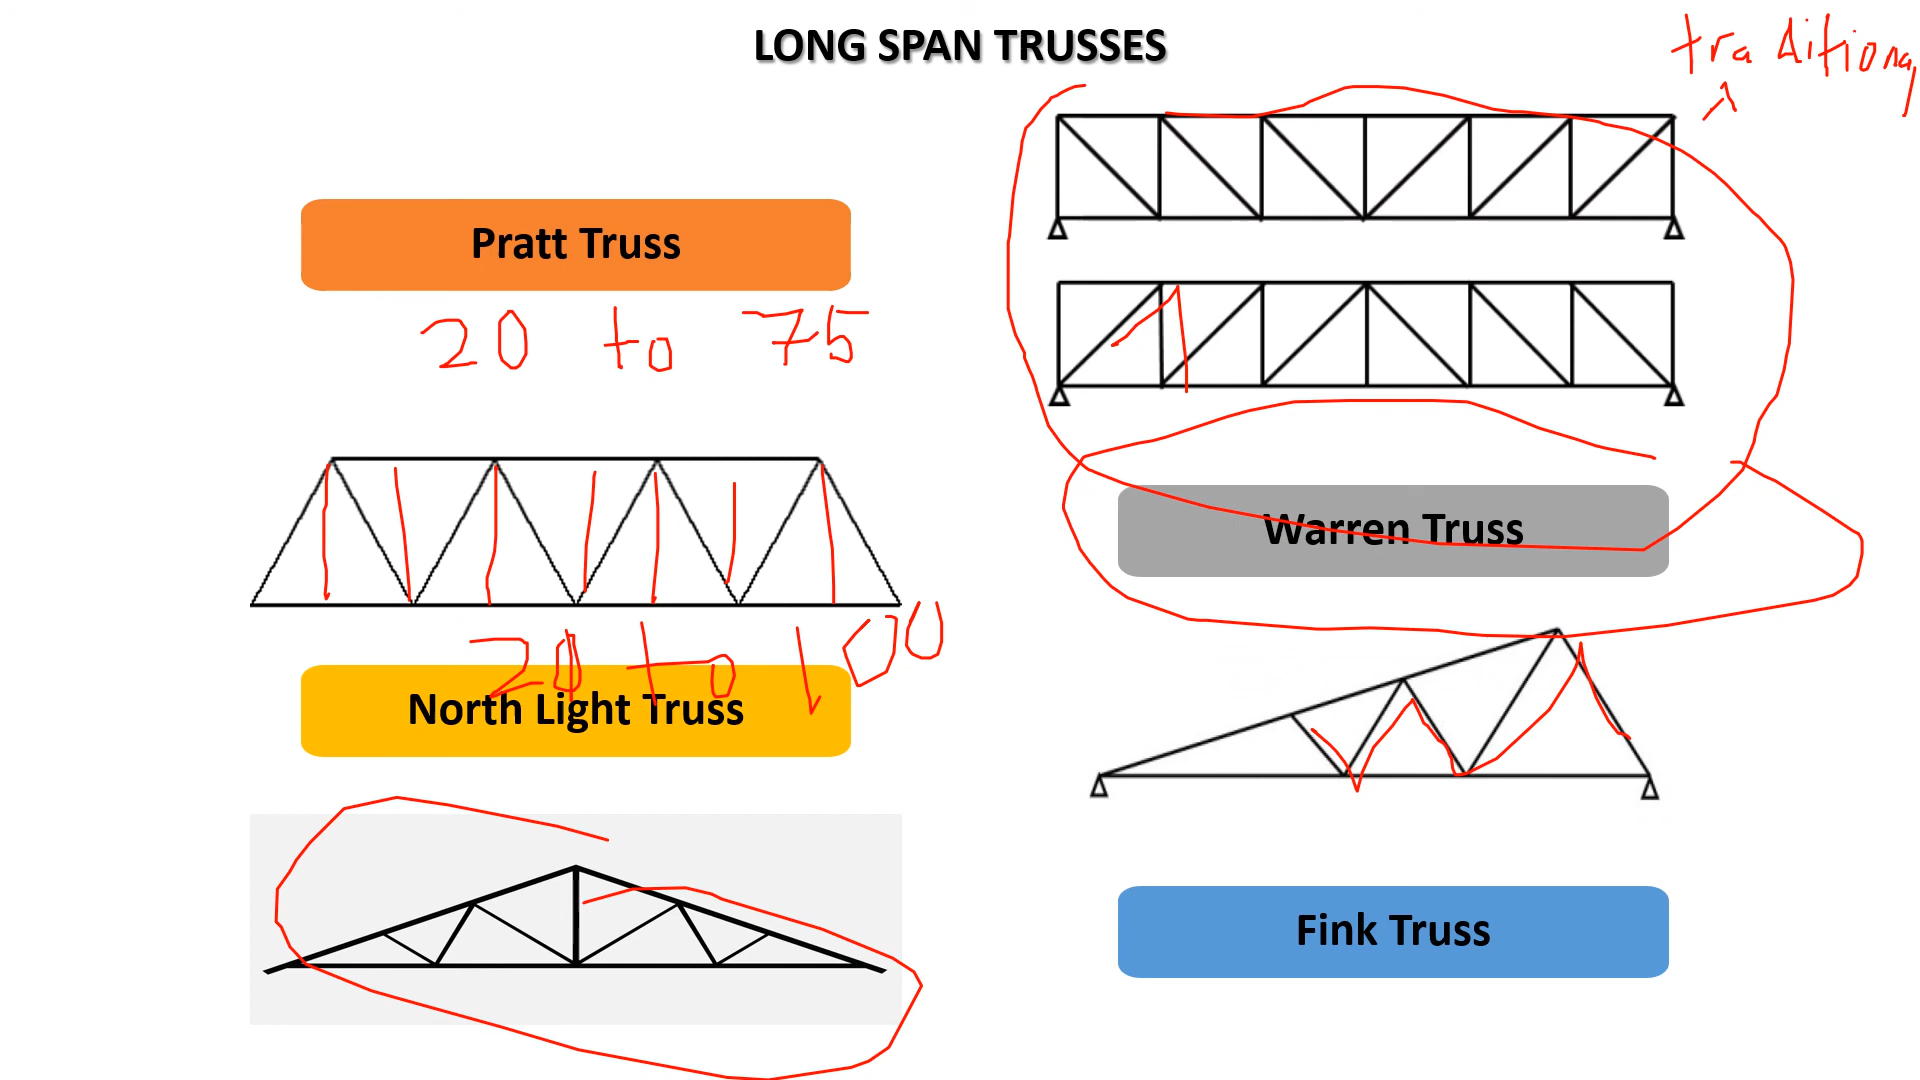 LONG SPAN TRUSSES
traditional
Pratt Truss
20 to 75
Warren Truss
20 to 100
North Light Truss
Fink Truss